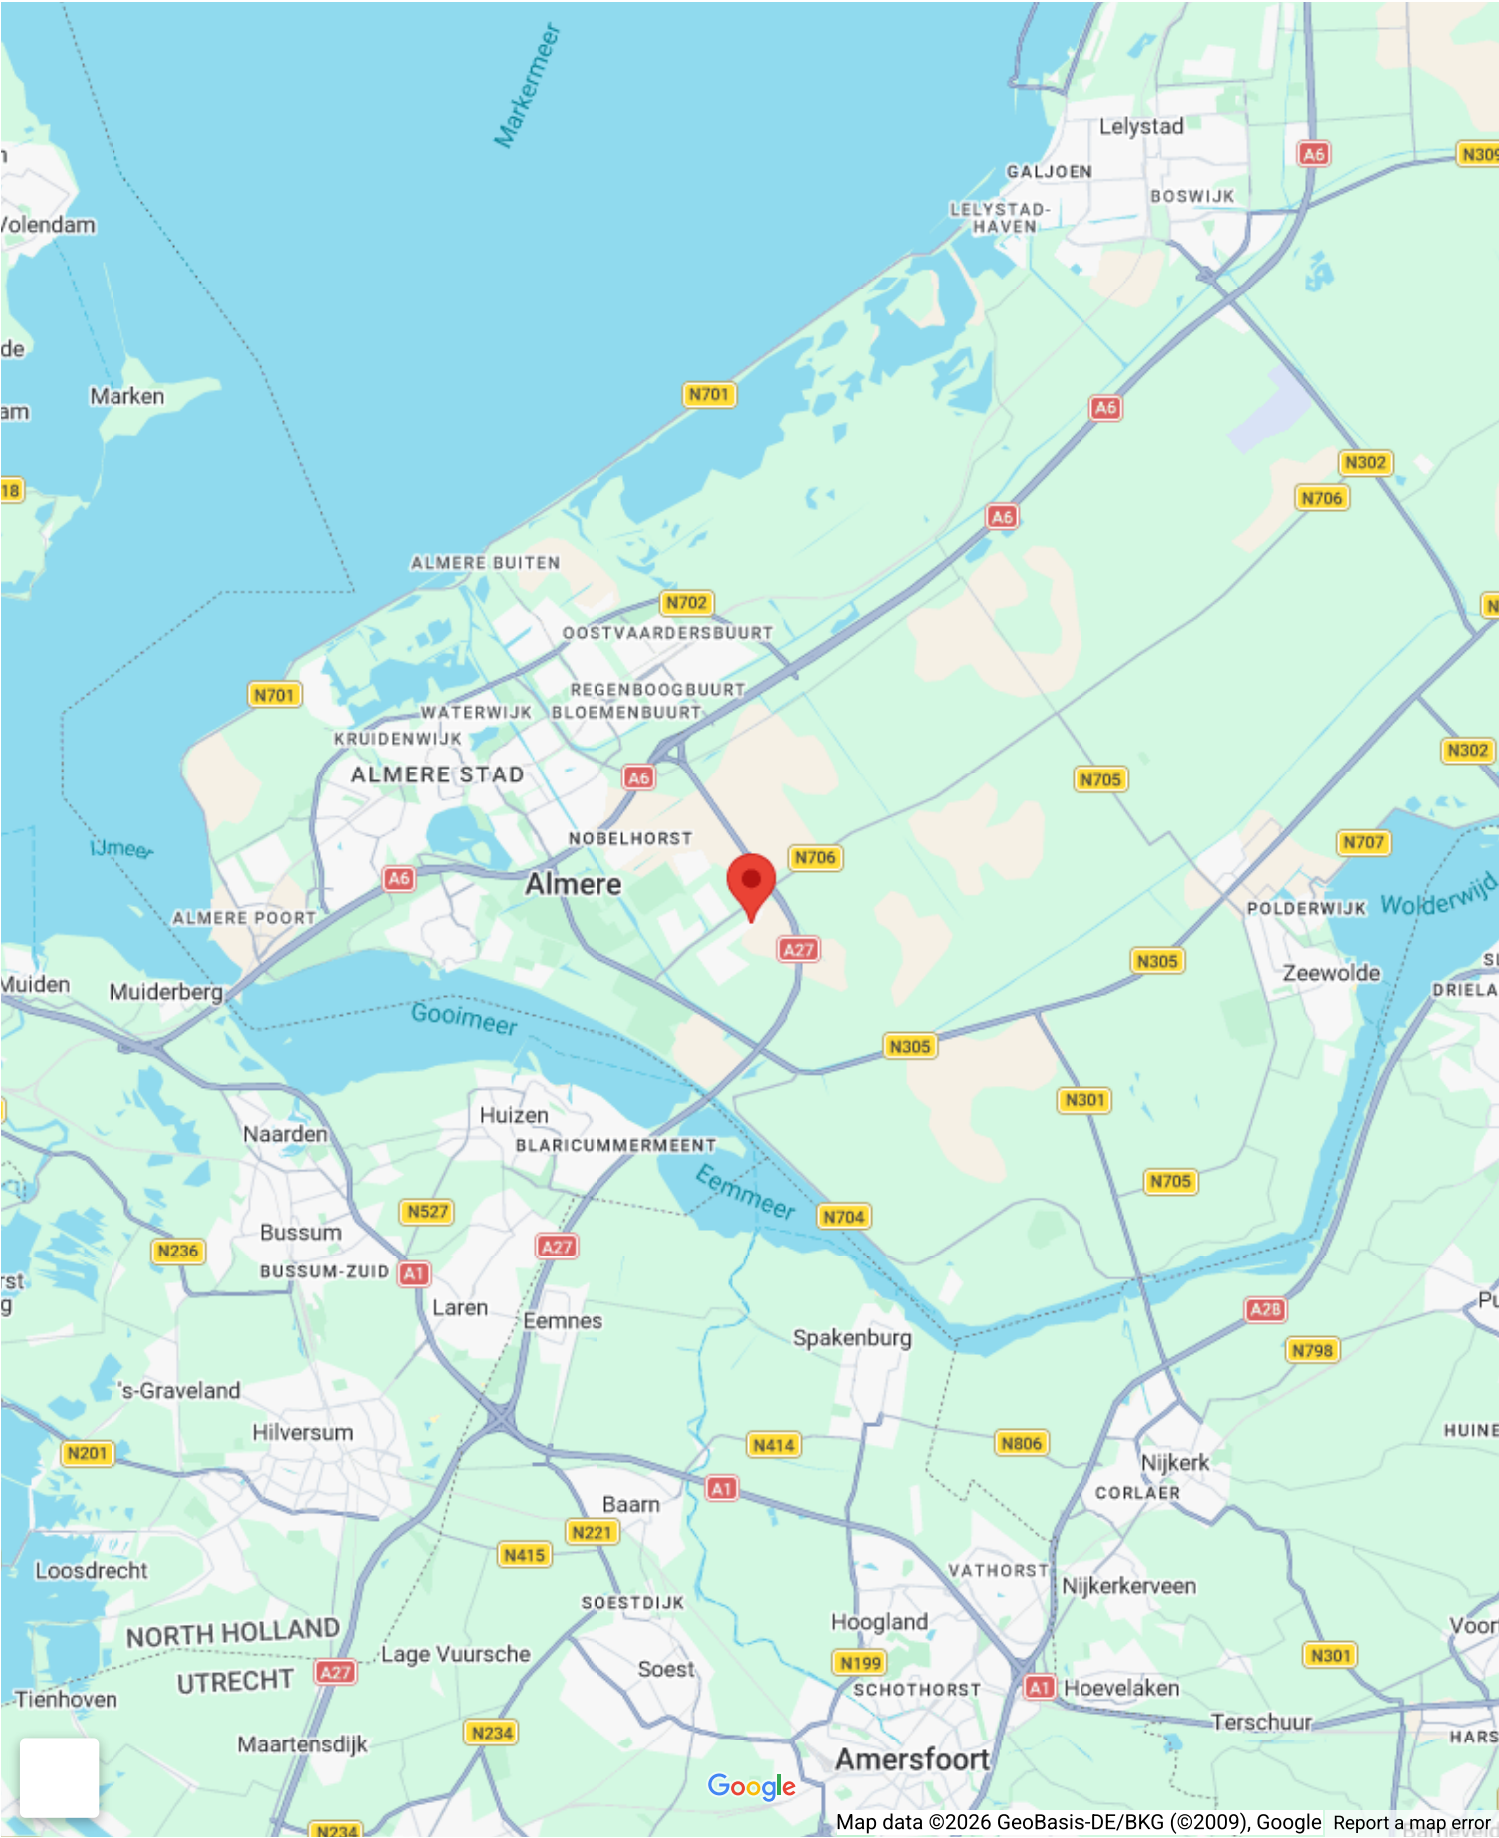 Markermeer
Lelystad
A6
N309
GALJOEN
BOSWIJK
LELYSTAD-
HAVEN
Volendam
de
Marken
N701
A6
am
N302
18
N706
A6
ALMERE BUITEN
N702
N
OOSTVAARDERSBUURT
REGENBOOGBUURT
N701
WATERWIJK
BLOEMENBUURT
KRUIDENWIJK
N302
ALMERE STAD
A6
N705
NOBELHORST
N707
IJmeer
N706
A6
Almere
Wolderwijd
POLDERWIJK
ALMERE POORT
A27
N305
Zeewolde
Muiden
Muiderberg
DRIELA
Gooimeer
N305
N301
Huizen
Naarden
BLARICUMMERMEENT
Eemmeer
N705
N527
N704
Bussum
N236
A27
BUSSUM-ZUID
A1
rst
g
Laren
Eemnes
A28
Pu
Spakenburg
N798
's-Graveland
Hilversum
HUINE
N201
N414
N806
Nijkerk
A1
CORLAER
Baarn
N221
N415
Loosdrecht
VATHORST
Nijkerkerveen
SOESTDIJK
NORTH HOLLAND
Hoogland
Voor
Lage Vuursche
N301
UTRECHT
A27
Soest
N199
SCHOTHORST
A1
Hoevelaken
Tienhoven
Terschuur
N234
HARS
Maartensdijk
Amersfoort
Google
N234
Map data ©2026 GeoBasis-DE/BKG (©2009), Google
Report a map error